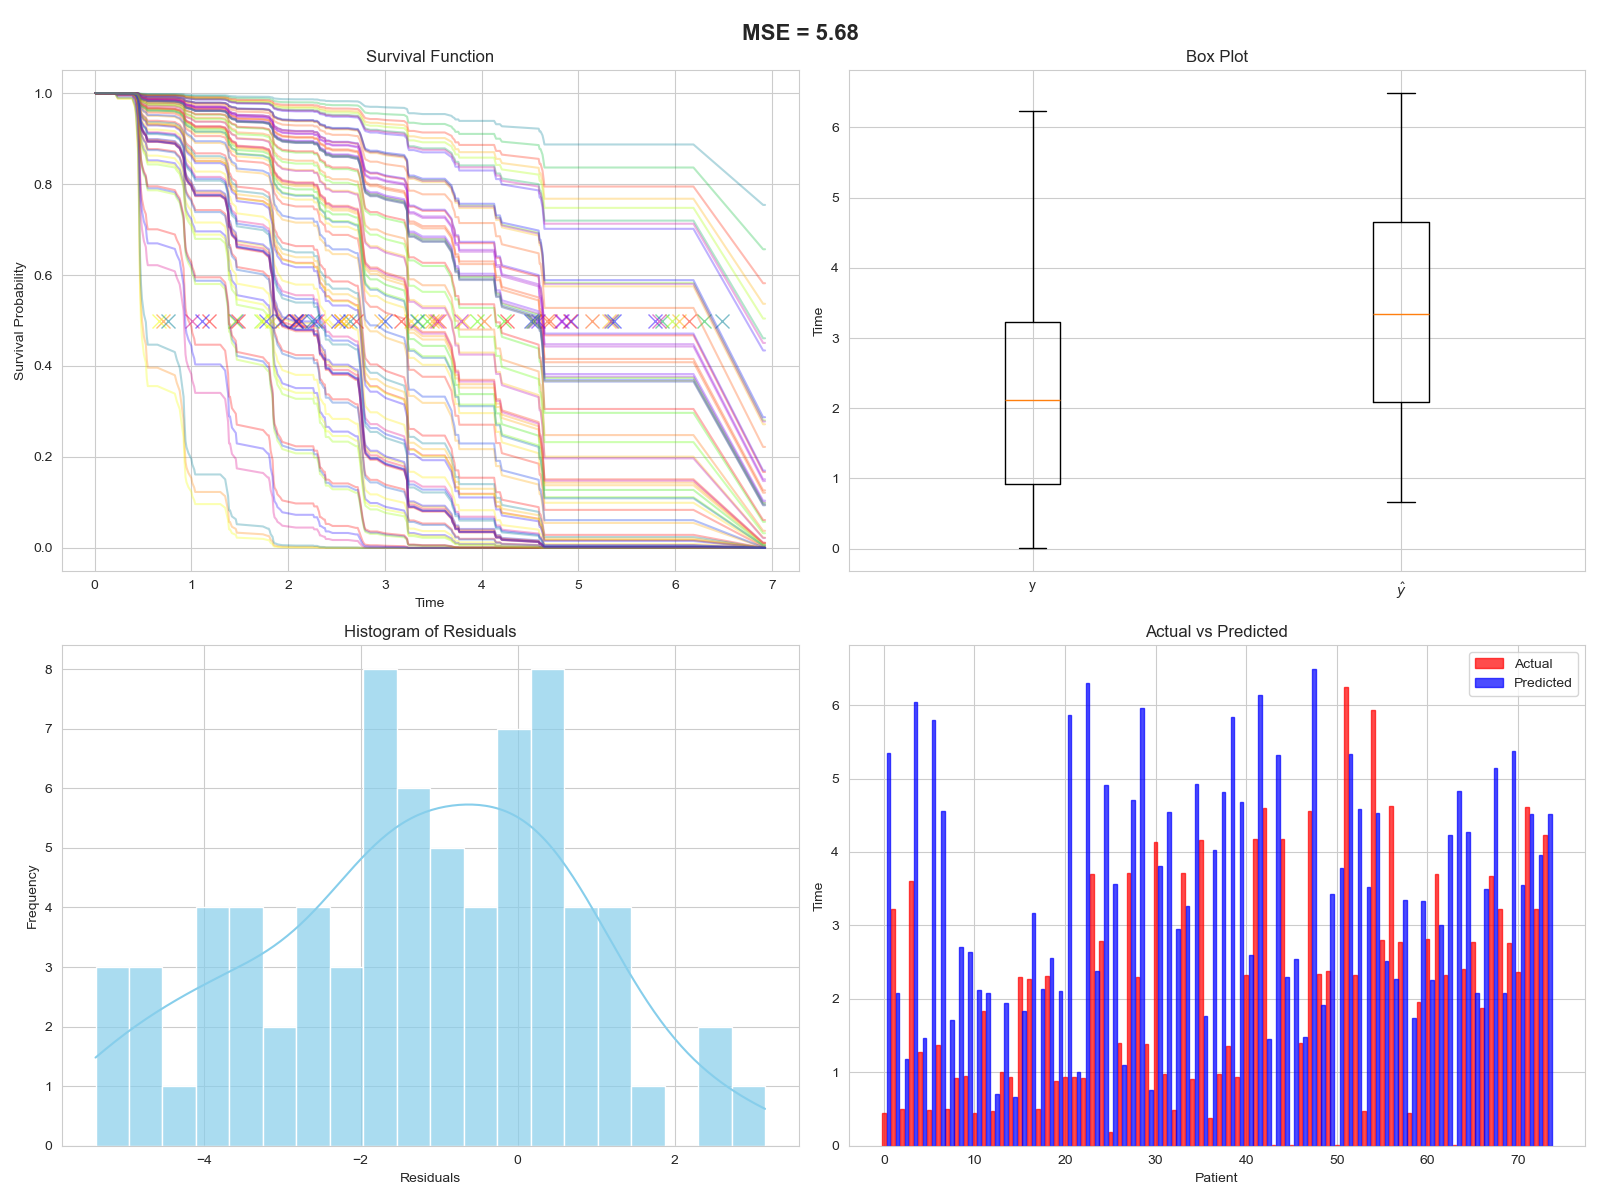 MSE = 5.68
Survival Function
Survival Probability
1.0
0.8
0.6
0.4
0.2
0.0
0 1 2 3 4 5 6 7
Time
Box Plot
Time
6
5
4
3
2
1
0
y ŷ
Histogram of Residuals
Frequency
8
7
6
5
4
3
2
1
0
−4 −2 0 2
Residuals
Actual vs Predicted
Actual
Predicted
Time
6
5
4
3
2
1
0
0 10 20 30 40 50 60 70
Patient